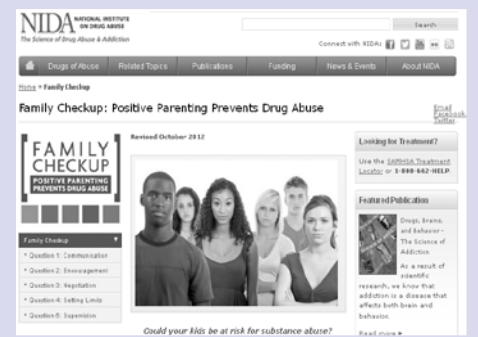 NIDA NATIONAL INSTITUTE
ON DRUG ABUSE
The Science of Drug Abuse & Addiction
Search
Connect with NIDA:
Drugs of Abuse Related Topics Publications Funding News & Events About NIDA
Home » Family Checkup
Family Checkup: Positive Parenting Prevents Drug Abuse
Email
Facebook
Twitter
FAMILY
CHECKUP
POSITIVE PARENTING
PREVENTS DRUG ABUSE
Family Checkup
Question 1: Communication
Question 2: Encouragement
Question 3: Negotiation
Question 4: Setting Limits
Question 5: Supervision
Revised October 2012
Could your kids be at risk for substance abuse?
Looking for Treatment?
Use the SAMHSA Treatment
Locator or 1-800-662-HELP.
Featured Publication
Drugs, Brains,
and Behavior -
The Science of
Addiction
As a result of
scientific
research, we know that
addiction is a disease that
affects both brain and
behavior.
Read more